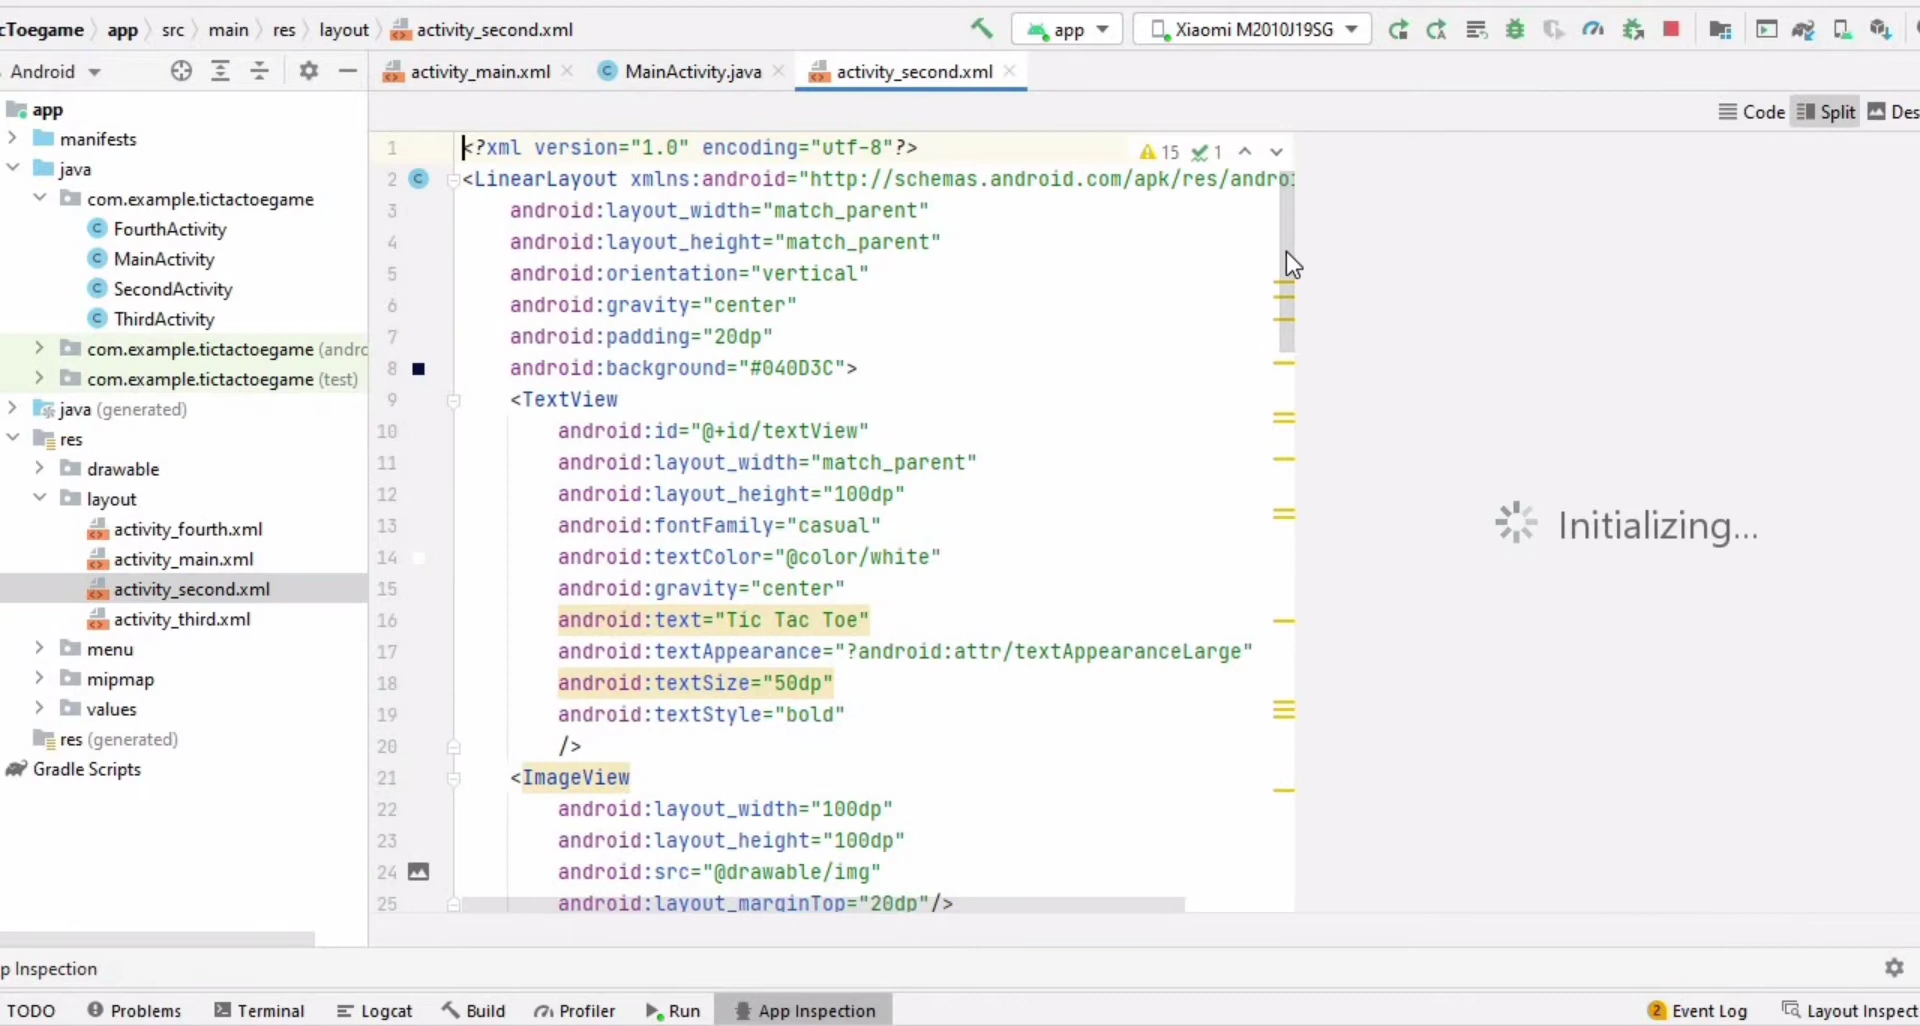 cToegame app src main res layout activity_second.xml app Xiaomi M2010J19SG
Android activity_main.xml MainActivity.java activity_second.xml
Code Split Des
app
manifests
java
com.example.tictactoegame
FourthActivity
MainActivity
SecondActivity
ThirdActivity
com.example.tictactoegame (andro
com.example.tictactoegame (test)
java (generated)
res
drawable
layout
activity_fourth.xml
activity_main.xml
activity_second.xml
activity_third.xml
menu
mipmap
values
res (generated)
Gradle Scripts
15 1
1 <?xml version="1.0" encoding="utf-8"?>
2 <LinearLayout xmlns:android="http://schemas.android.com/apk/res/androi
3 android:layout_width="match_parent"
4 android:layout_height="match_parent"
5 android:orientation="vertical"
6 android:gravity="center"
7 android:padding="20dp"
8 android:background="#040D3C">
9 <TextView
10 android:id="@+id/textView"
11 android:layout_width="match_parent"
12 android:layout_height="100dp"
13 android:fontFamily="casual"
14 android:textColor="@color/white"
15 android:gravity="center"
16 android:text="Tic Tac Toe"
17 android:textAppearance="?android:attr/textAppearanceLarge"
18 android:textSize="50dp"
19 android:textStyle="bold"
20 />
21 <ImageView
22 android:layout_width="100dp"
23 android:layout_height="100dp"
24 android:src="@drawable/img"
25 android:layout_marginTop="20dp"/>
Initializing...
p Inspection
TODO Problems Terminal Logcat Build Profiler Run App Inspection 2 Event Log Layout Inspect